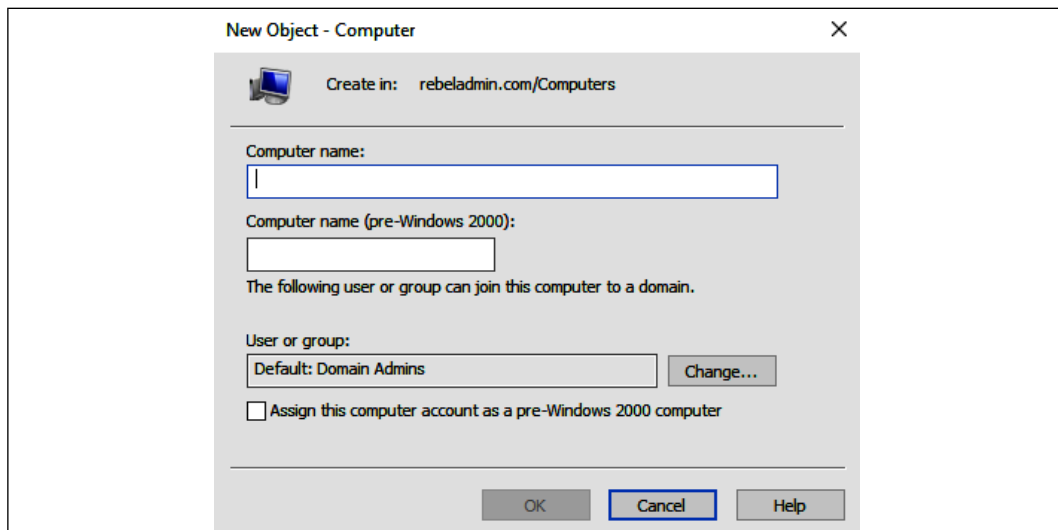 New Object - Computer
Create in: rebeladmin.com/Computers
Computer name:
Computer name (pre-Windows 2000):
The following user or group can join this computer to a domain.
User or group:
Default: Domain Admins
Change...
Assign this computer account as a pre-Windows 2000 computer
OK Cancel Help